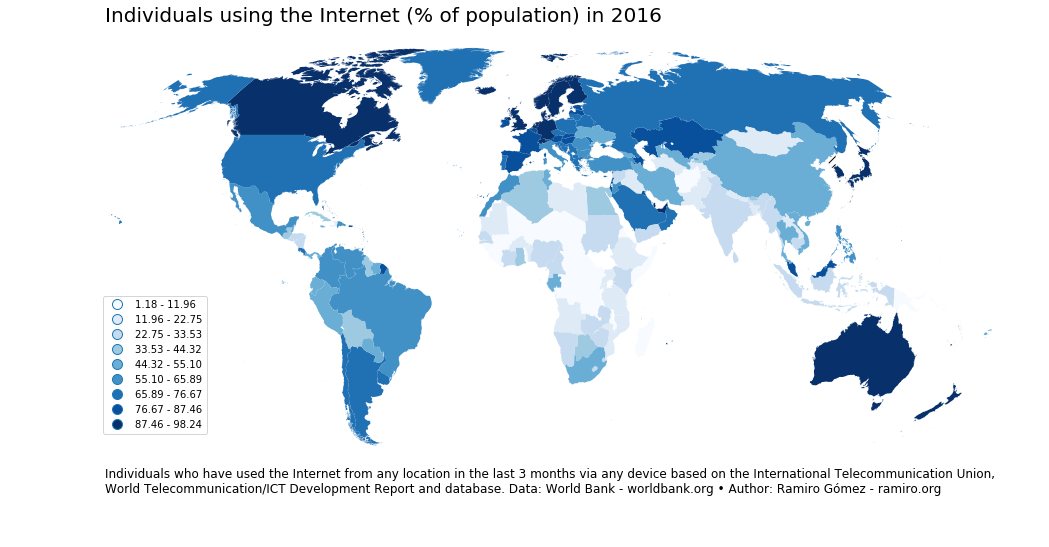 Individuals using the Internet (% of population) in 2016
1.18 - 11.96
11.96 - 22.75
22.75 - 33.53
33.53 - 44.32
44.32 - 55.10
55.10 - 65.89
65.89 - 76.67
76.67 - 87.46
87.46 - 98.24
Individuals who have used the Internet from any location in the last 3 months via any device based on the International Telecommunication Union,
World Telecommunication/ICT Development Report and database. Data: World Bank - worldbank.org • Author: Ramiro Gómez - ramiro.org